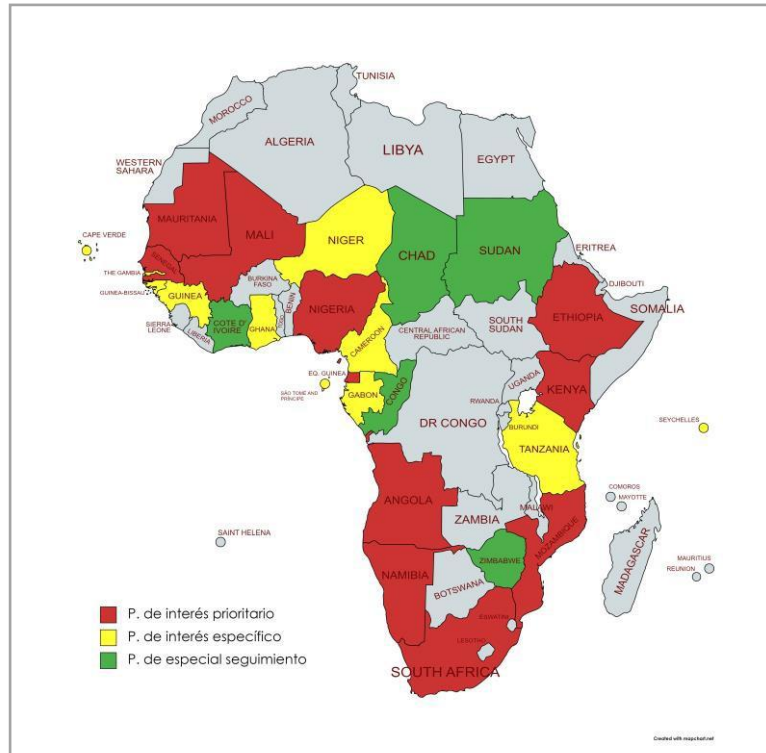 TUNISIA
MOROCCO
ALGERIA
LIBYA
EGYPT
WESTERN
SAHARA
MAURITANIA
MALI
NIGER
CHAD
SUDAN
ERITREA
CAPE VERDE
SENEGAL
THE GAMBIA
GUINEA-BISSAU
GUINEA
BURKINA
FASO
BENIN
TOGO
NIGERIA
DJIBOUTI
SOMALIA
ETHIOPIA
SIERRA
LEONE
LIBERIA
COTE D'
IVOIRE
GHANA
CAMEROON
CENTRAL AFRICAN
REPUBLIC
SOUTH
SUDAN
EQ. GUINEA
SÃO TOMÉ AND
PRÍNCIPE
GABON
CONGO
UGANDA
KENYA
RWANDA
DR CONGO
BURUNDI
TANZANIA
SEYCHELLES
COMOROS
MAYOTTE
ANGOLA
ZAMBIA
MALAWI
MOZAMBIQUE
SAINT HELENA
ZIMBABWE
MADAGASCAR
MAURITIUS
REUNION
NAMIBIA
BOTSWANA
ESWATINI
LESOTHO
SOUTH AFRICA
P. de interés prioritario
P. de interés específico
P. de especial seguimiento
Created with mapchart.net